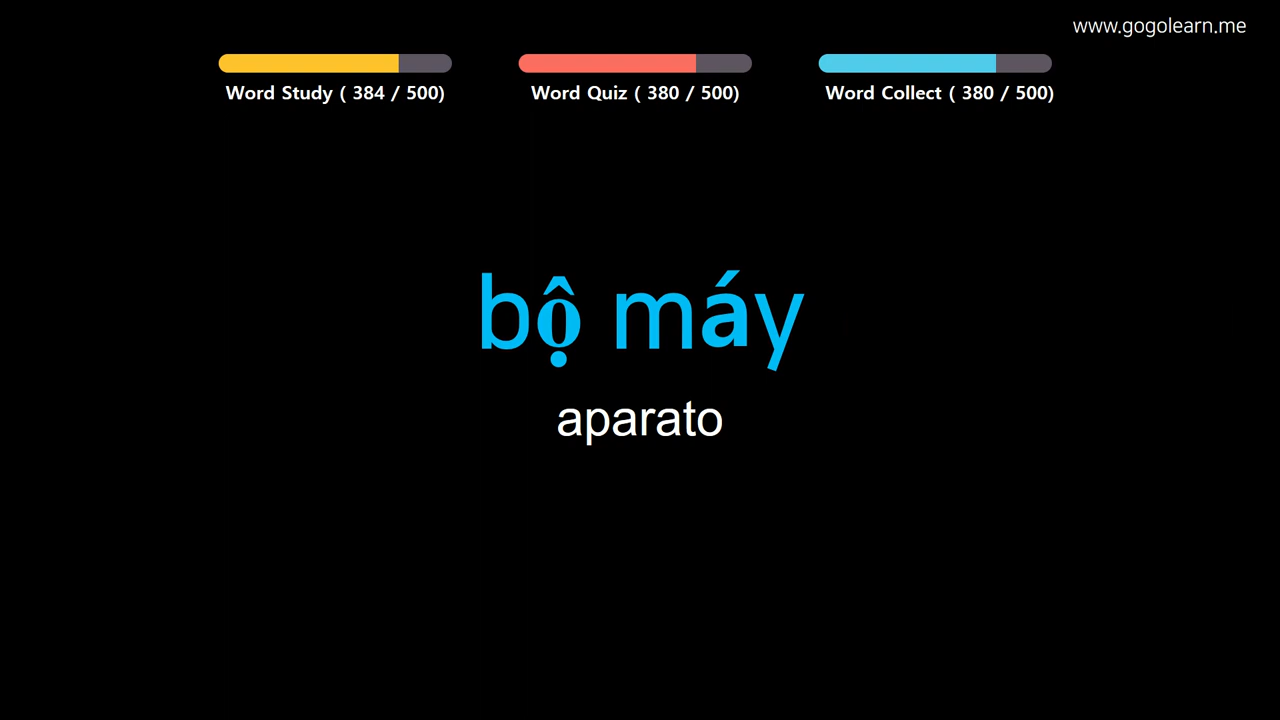 www.gogolearn.me
Word Study ( 384 / 500)
Word Quiz ( 380 / 500)
Word Collect ( 380 / 500)
bộ máy
aparato